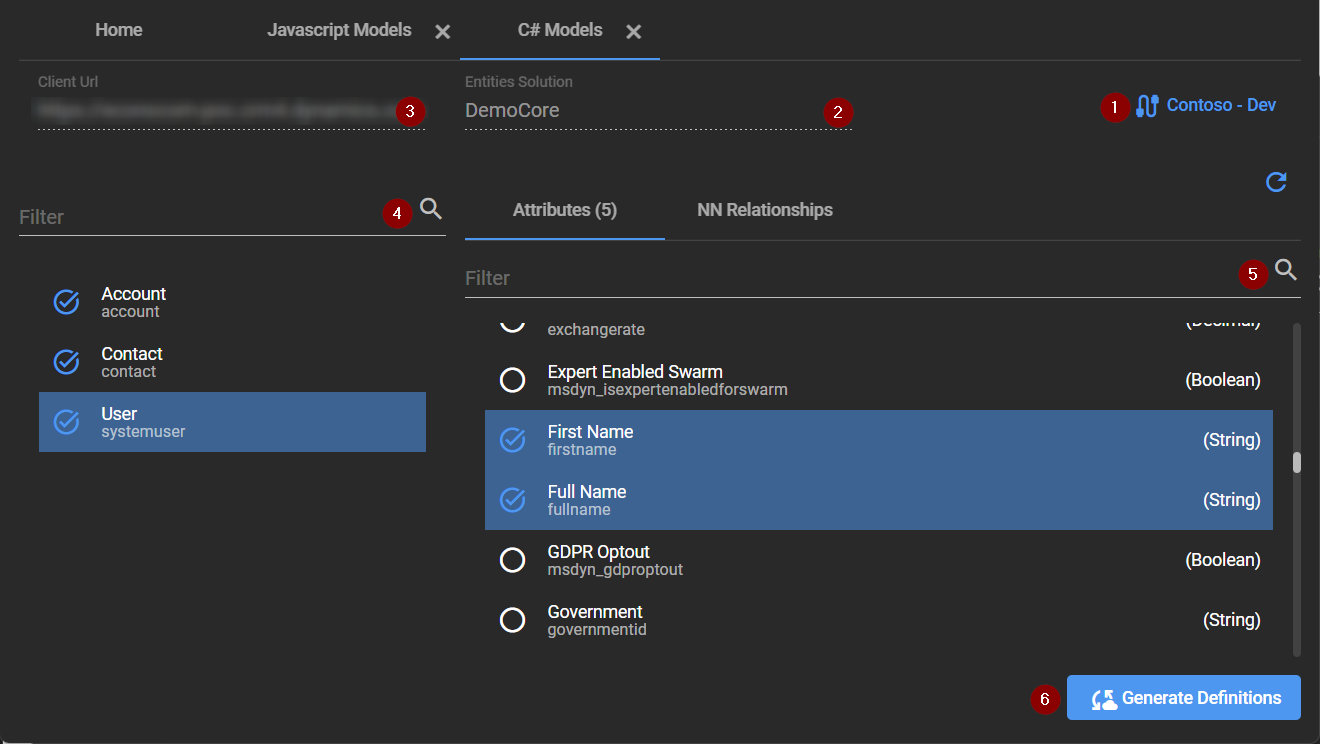 Home
Javascript Models
C# Models
Client Url
3
Entities Solution
DemoCore
2
1
Contoso - Dev
Filter
4
Attributes (5)
NN Relationships
Filter
5
Account
account
Contact
contact
User
systemuser
exchangerate
(Decimal)
Expert Enabled Swarm
msdyn_isexpertenabledforswarm
(Boolean)
First Name
firstname
(String)
Full Name
fullname
(String)
GDPR Optout
msdyn_gdproptout
(Boolean)
Government
governmentid
(String)
6
Generate Definitions